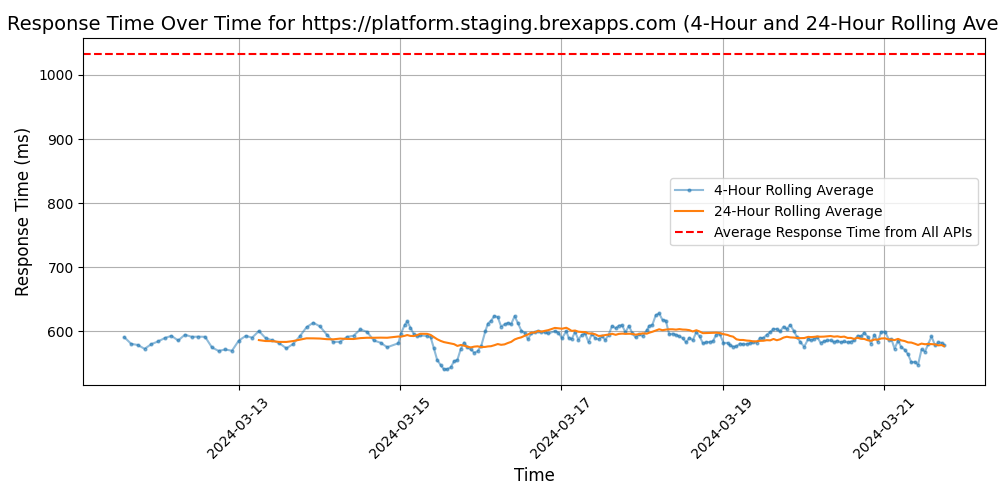 Response Time Over Time for https://platform.staging.brexapps.com (4-Hour and 24-Hour Rolling Ave
Response Time (ms)
1000
900
800
700
600
4-Hour Rolling Average
24-Hour Rolling Average
Average Response Time from All APIs
2024-03-13
2024-03-15
2024-03-17
2024-03-19
2024-03-21
Time